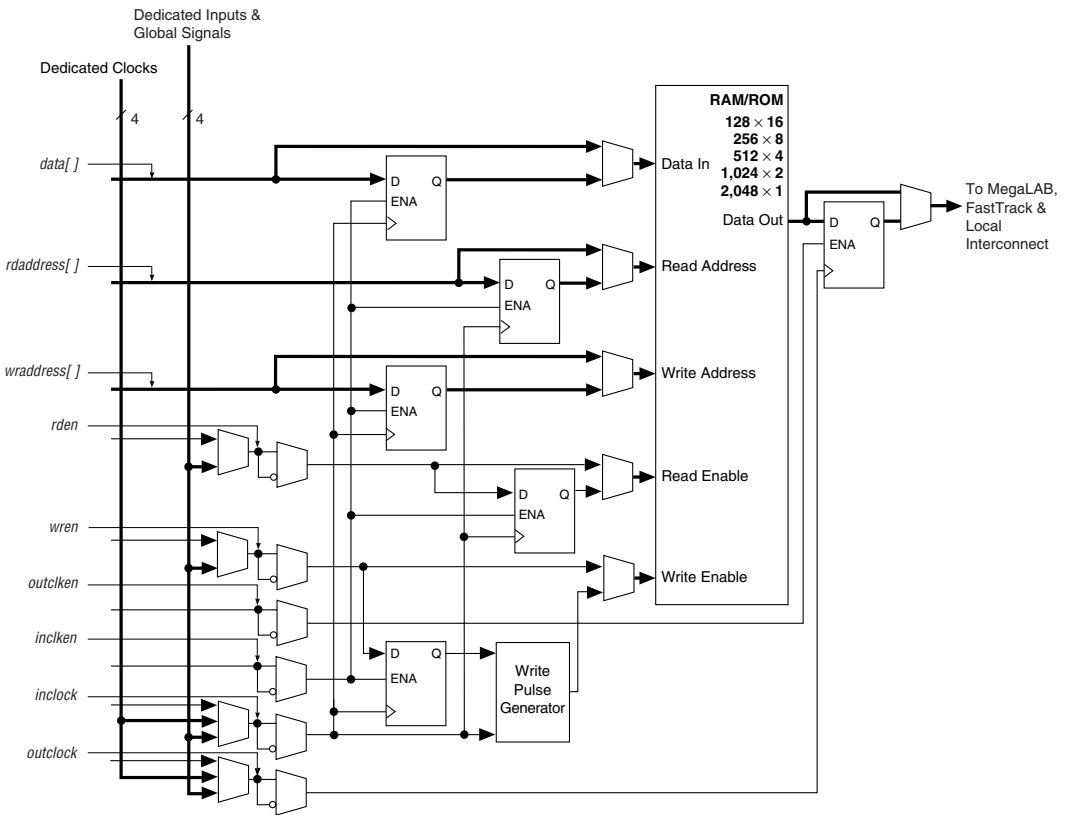 Dedicated Inputs &
Global Signals
Dedicated Clocks
4
4
RAM/ROM
128 × 16
256 × 8
512 × 4
1,024 × 2
2,048 × 1
data[ ]
D Q
ENA
Data In
Data Out
D Q
ENA
To MegaLAB,
FastTrack &
Local
Interconnect
rdaddress[ ]
D Q
ENA
Read Address
wraddress[ ]
D Q
ENA
Write Address
rden
D Q
ENA
Read Enable
wren
Write Enable
outclken
inclken
D Q
ENA
Write
Pulse
Generator
inclock
outclock